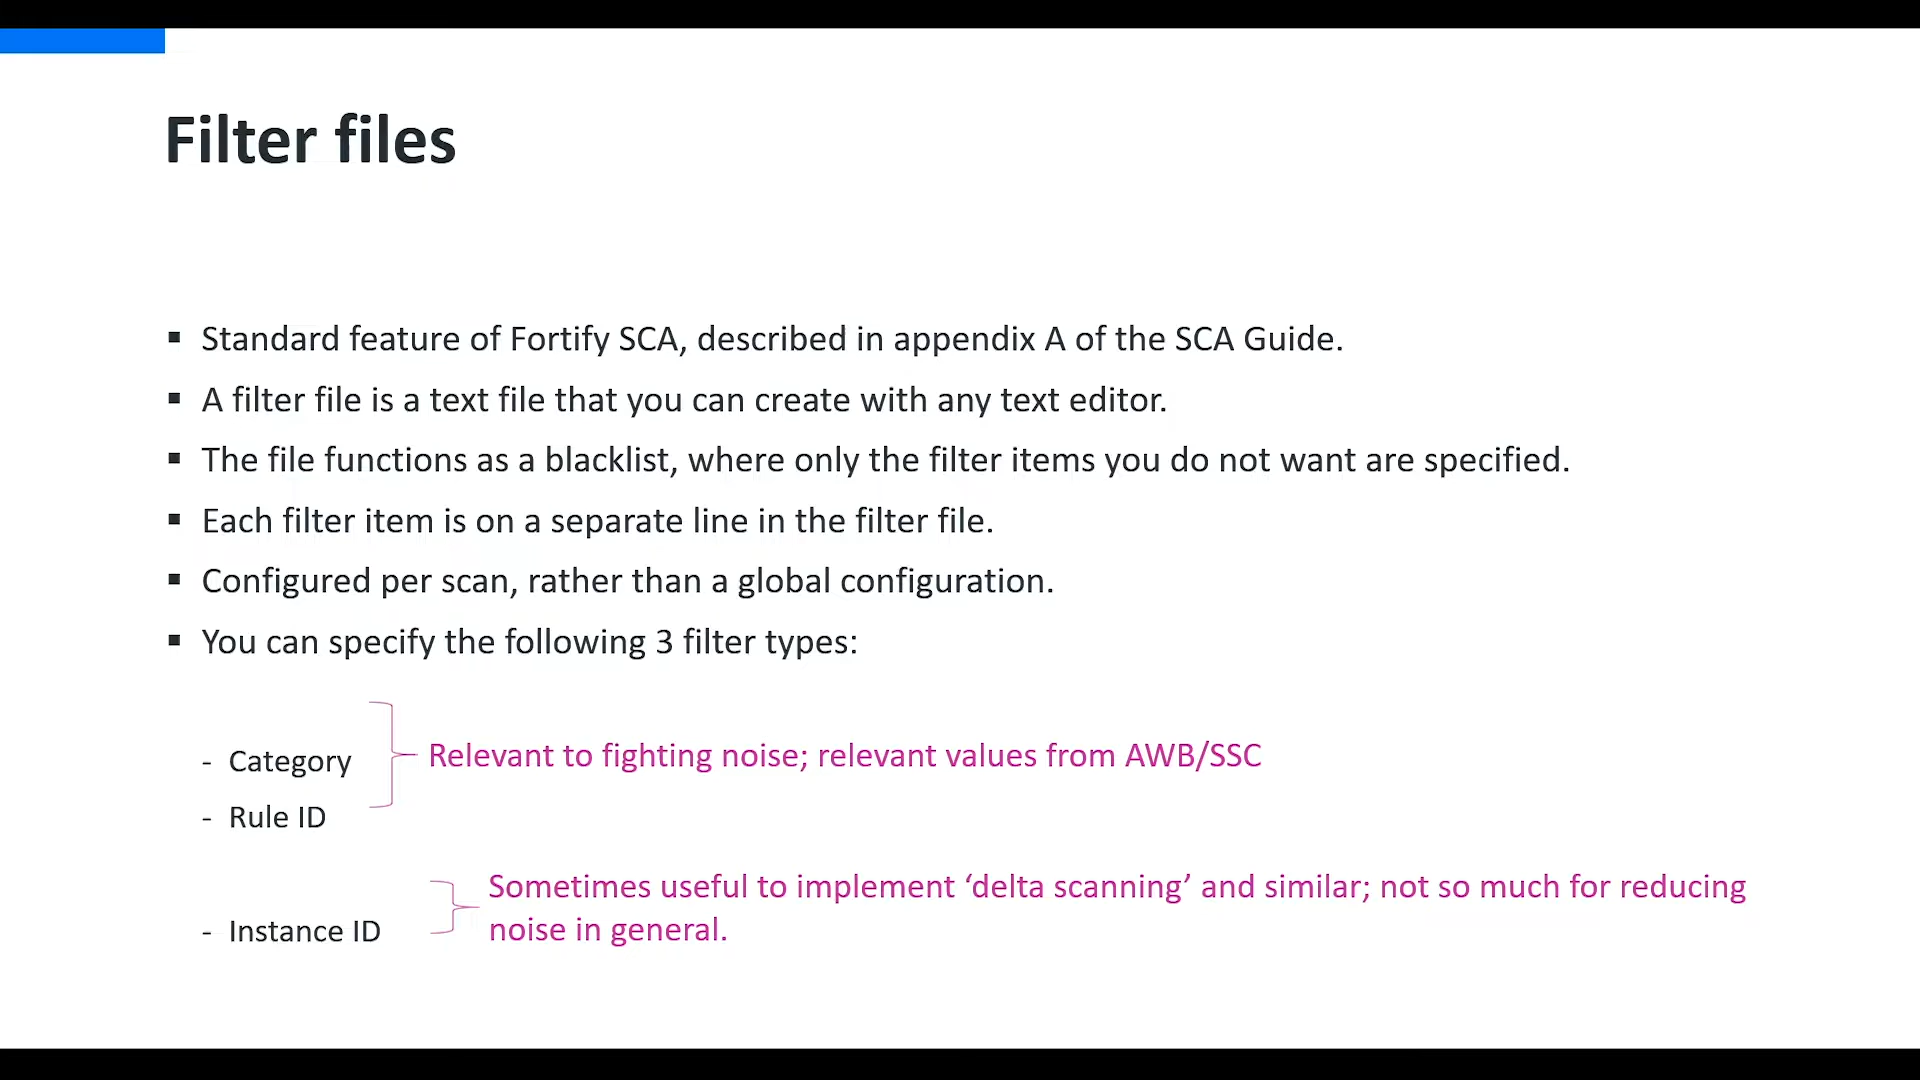 Filter files
▪ Standard feature of Fortify SCA, described in appendix A of the SCA Guide.
▪ A filter file is a text file that you can create with any text editor.
▪ The file functions as a blacklist, where only the filter items you do not want are specified.
▪ Each filter item is on a separate line in the filter file.
▪ Configured per scan, rather than a global configuration.
▪ You can specify the following 3 filter types:
- Category
Relevant to fighting noise; relevant values from AWB/SSC
- Rule ID
Sometimes useful to implement ‘delta scanning’ and similar; not so much for reducing
noise in general.
- Instance ID